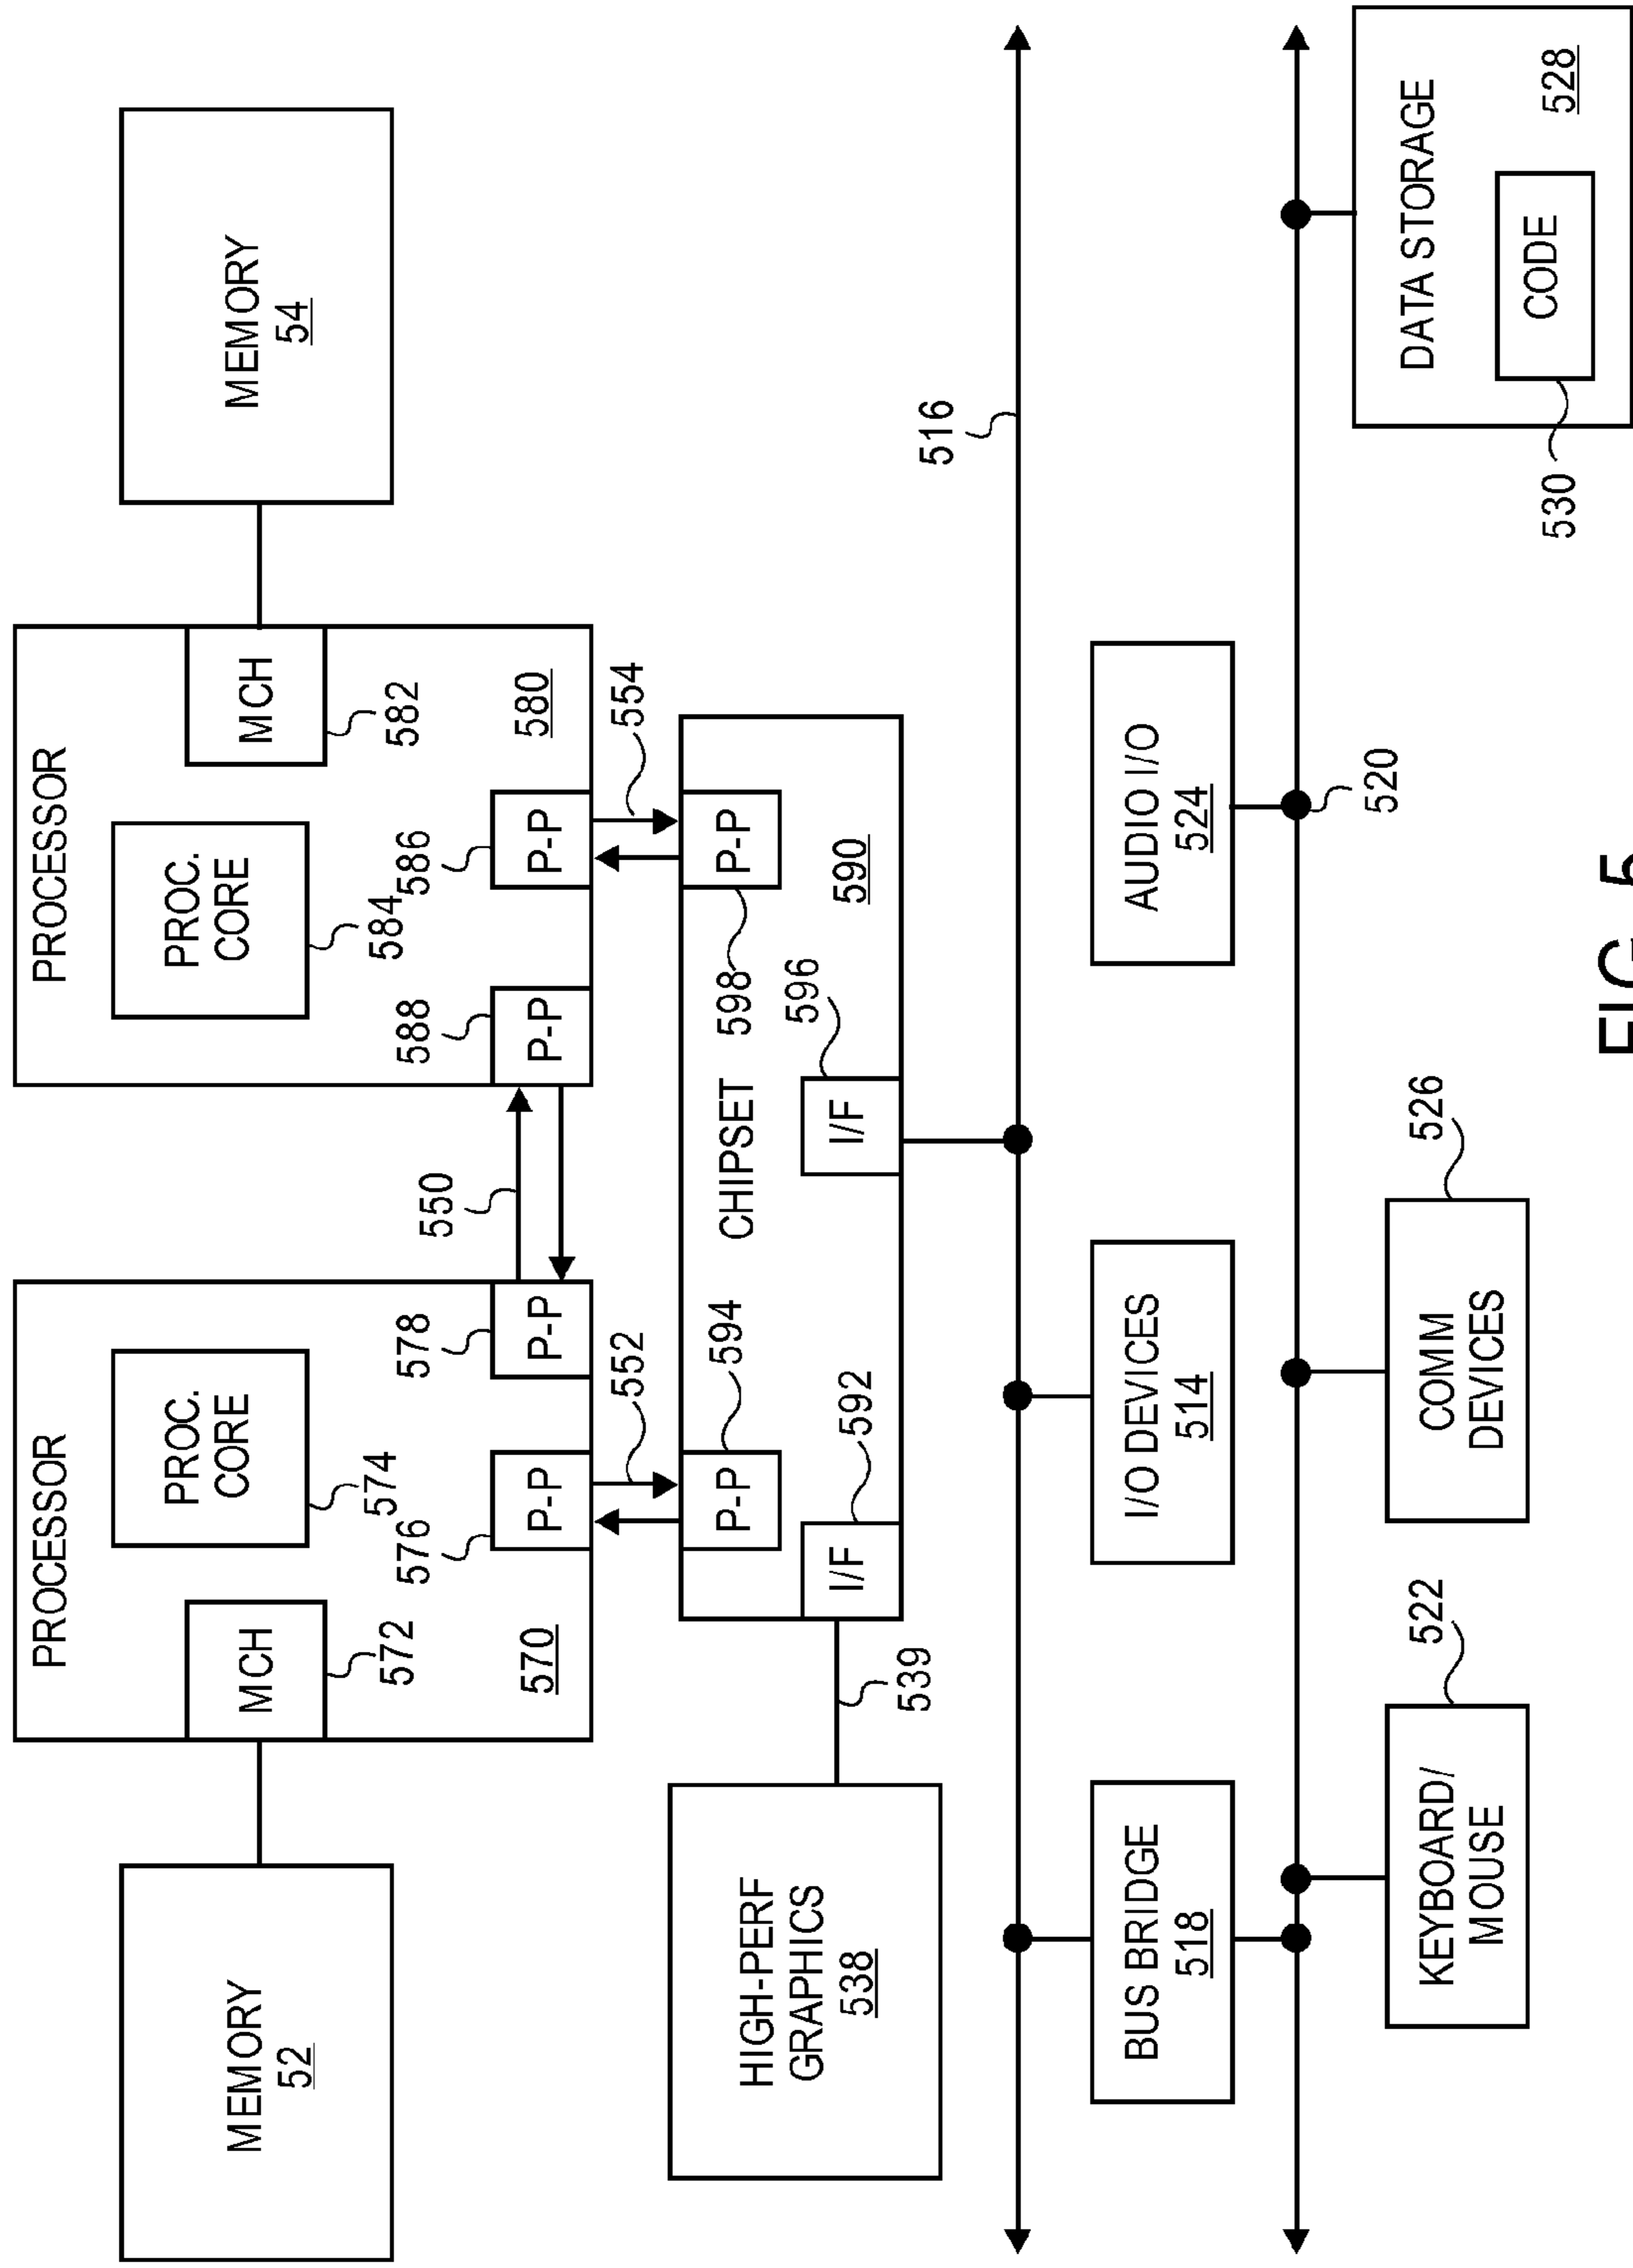 PROCESSOR
PROCESSOR
MEMORY
52
MCH
572
PROC.
CORE
574
576
578
P-P
P-P
570
550
588
584
586
PROC.
CORE
P-P
P-P
MCH
582
580
MEMORY
54
552
554
HIGH-PERF
GRAPHICS
538
539
P-P
594
CHIPSET
598
P-P
I/F
592
I/F
596
590
516
BUS BRIDGE
518
I/O DEVICES
514
AUDIO I/O
524
520
KEYBOARD/
MOUSE
522
COMM
DEVICES
526
DATA STORAGE
528
CODE
530
FIG. 5